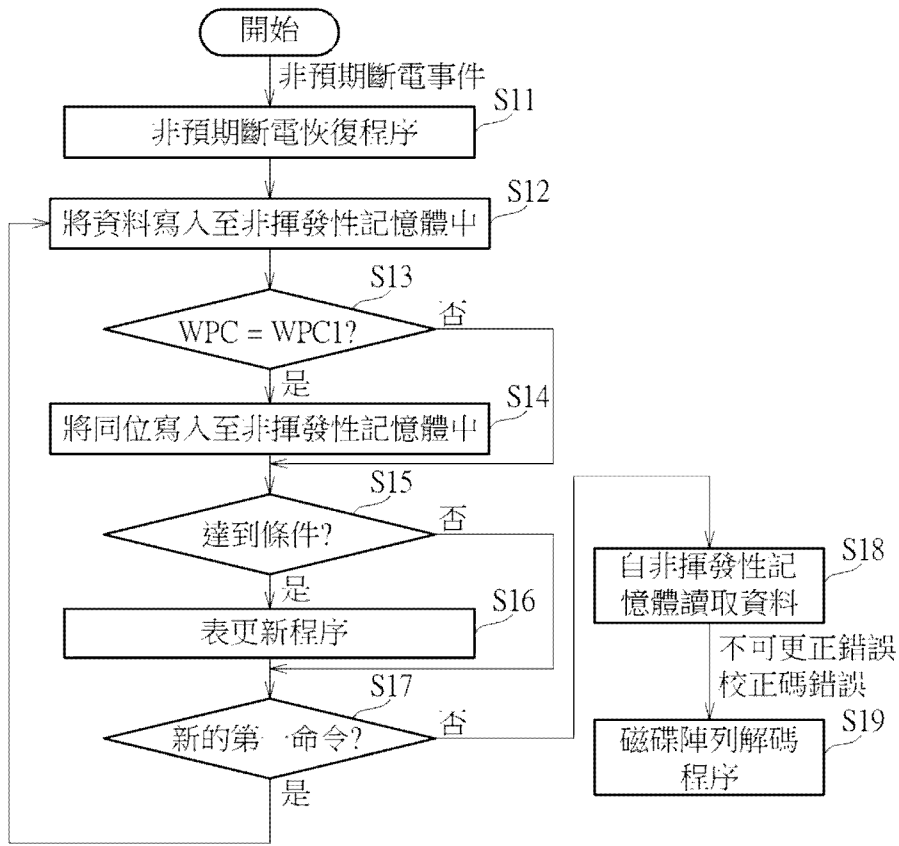 開始
非預期斷電事件
S11
非預期斷電恢復程序
S12
將資料寫入至非揮發性記憶體中
S13
WPC = WPC1?
否
是
S14
將同位寫入至非揮發性記憶體中
S15
達到條件?
否
是
S16
表更新程序
S17
新的第一命令?
否
是
S18
自非揮發性記
憶體讀取資料
不可更正錯誤
校正碼錯誤
S19
磁碟陣列解碼
程序